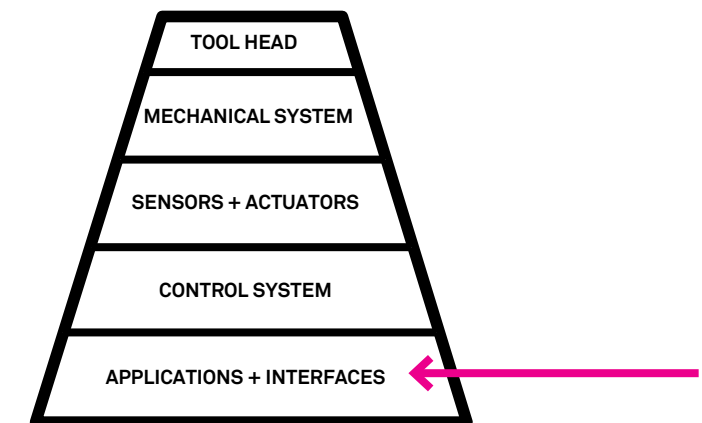 TOOL HEAD
MECHANICAL SYSTEM
SENSORS + ACTUATORS
CONTROL SYSTEM
APPLICATIONS + INTERFACES